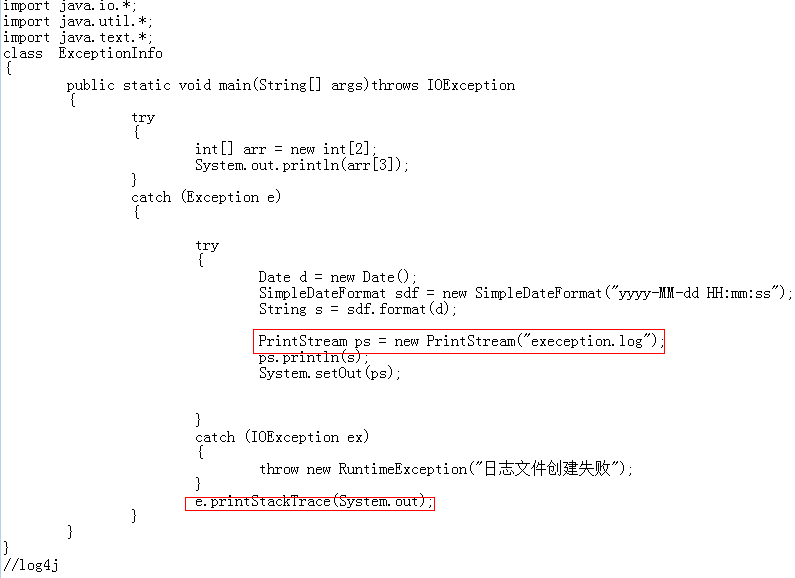 import java.io.*;
import java.util.*;
import java.text.*;
class  ExceptionInfo
{
        public static void main(String[] args)throws IOException
        {
                try
                {
                        int[] arr = new int[2];
                        System.out.println(arr[3]);
                }
                catch (Exception e)
                {
                        try
                        {
                                Date d = new Date();
                                SimpleDateFormat sdf = new SimpleDateFormat("yyyy-MM-dd HH:mm:ss");
                                String s = sdf.format(d);
                                PrintStream ps = new PrintStream("exeception.log");
                                ps.println(s);
                                System.setOut(ps);
                        }
                        catch (IOException ex)
                        {
                                throw new RuntimeException("日志文件创建失败");
                        }
                        e.printStackTrace(System.out);
                }
        }
}
//log4j